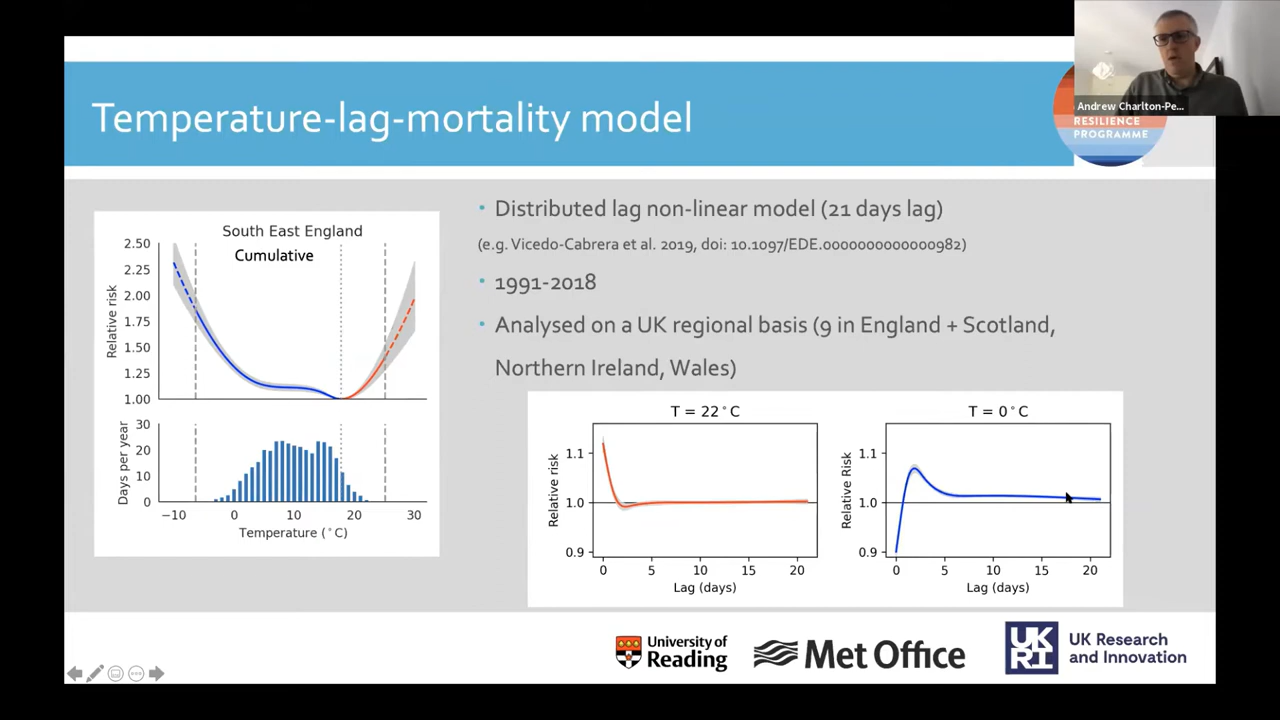 Andrew Charlton-Pe...
RESILIENCE
PROGRAMME
Temperature-lag-mortality model
South East England
Cumulative
2.50
2.25
2.00
1.75
1.50
1.25
1.00
Relative risk
30
20
10
0
Days per year
−10 0 10 20 30
Temperature (°C)
• Distributed lag non-linear model (21 days lag)
(e.g. Vicedo-Cabrera et al. 2019, doi: 10.1097/EDE.0000000000000982)
• 1991-2018
• Analysed on a UK regional basis (9 in England + Scotland,
Northern Ireland, Wales)
T = 22°C
1.1
1.0
0.9
Relative risk
0 5 10 15 20
Lag (days)
T = 0°C
1.1
1.0
0.9
Relative Risk
0 5 10 15 20
Lag (days)
University of
Reading
Met Office
UK
RI
UK Research
and Innovation